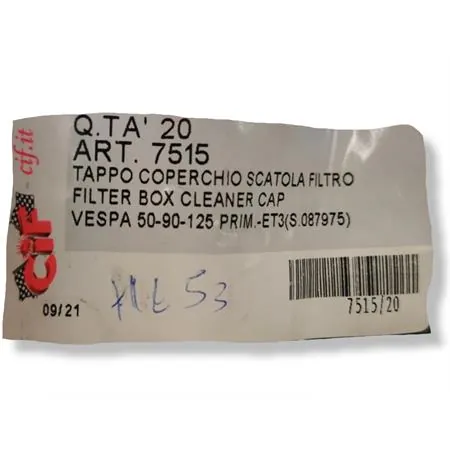 Q.TA' 20
ART. 7515
TAPPO COPERCHIO SCATOLA FILTRO
FILTER BOX CLEANER CAP
VESPA 50-90-125 PRIM.-ET3(S.087975)
CIF
cif.it
09/21
53
7515/20